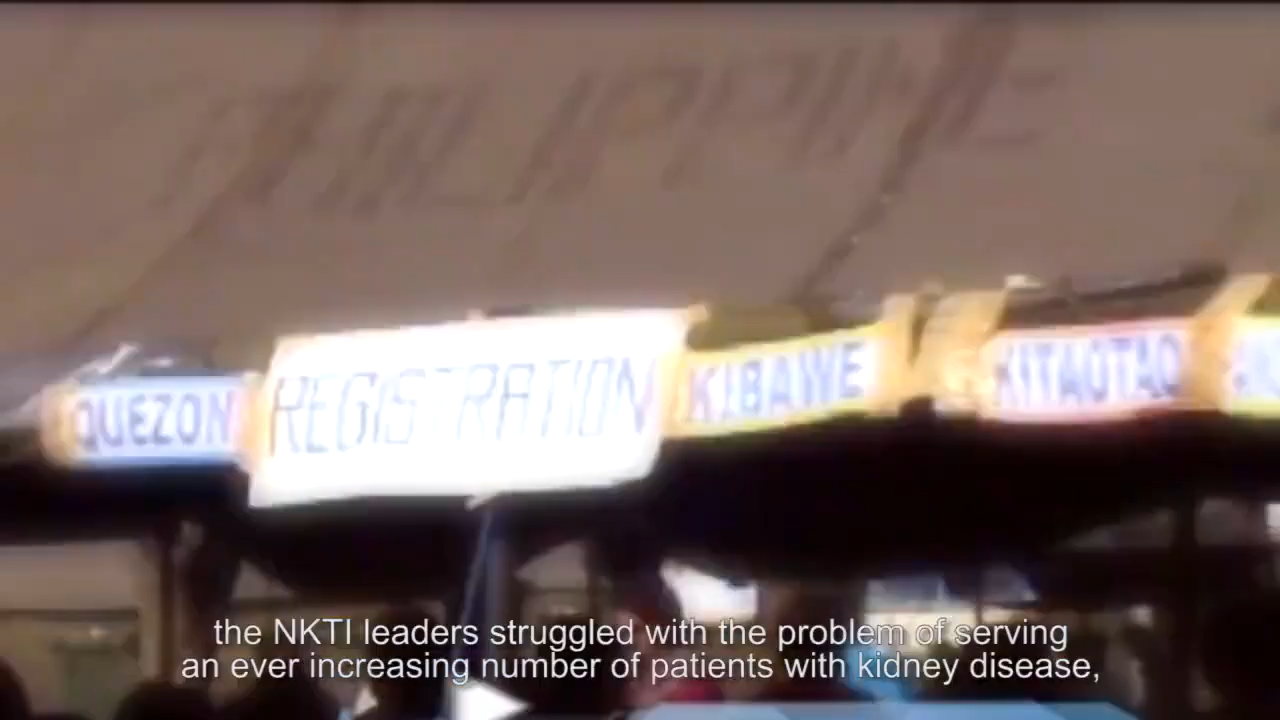 PHILIPPINE
QUEZON
REGISTRATION
KIBAWE
KITAOTAO
the NKTI leaders struggled with the problem of serving
an ever increasing number of patients with kidney disease,